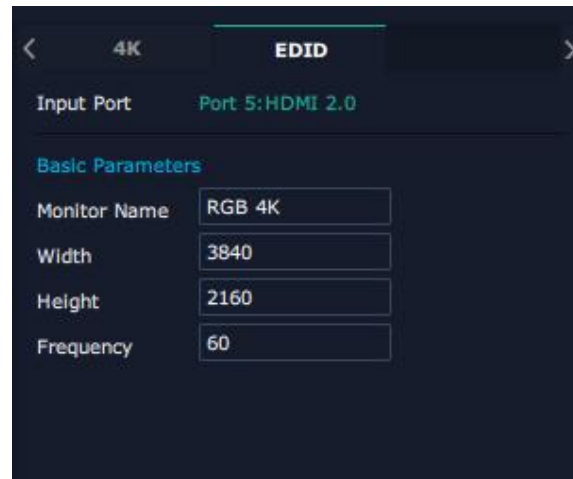 4K EDID
Input Port Port 5:HDMI 2.0
Basic Parameters
Monitor Name RGB 4K
Width 3840
Height 2160
Frequency 60